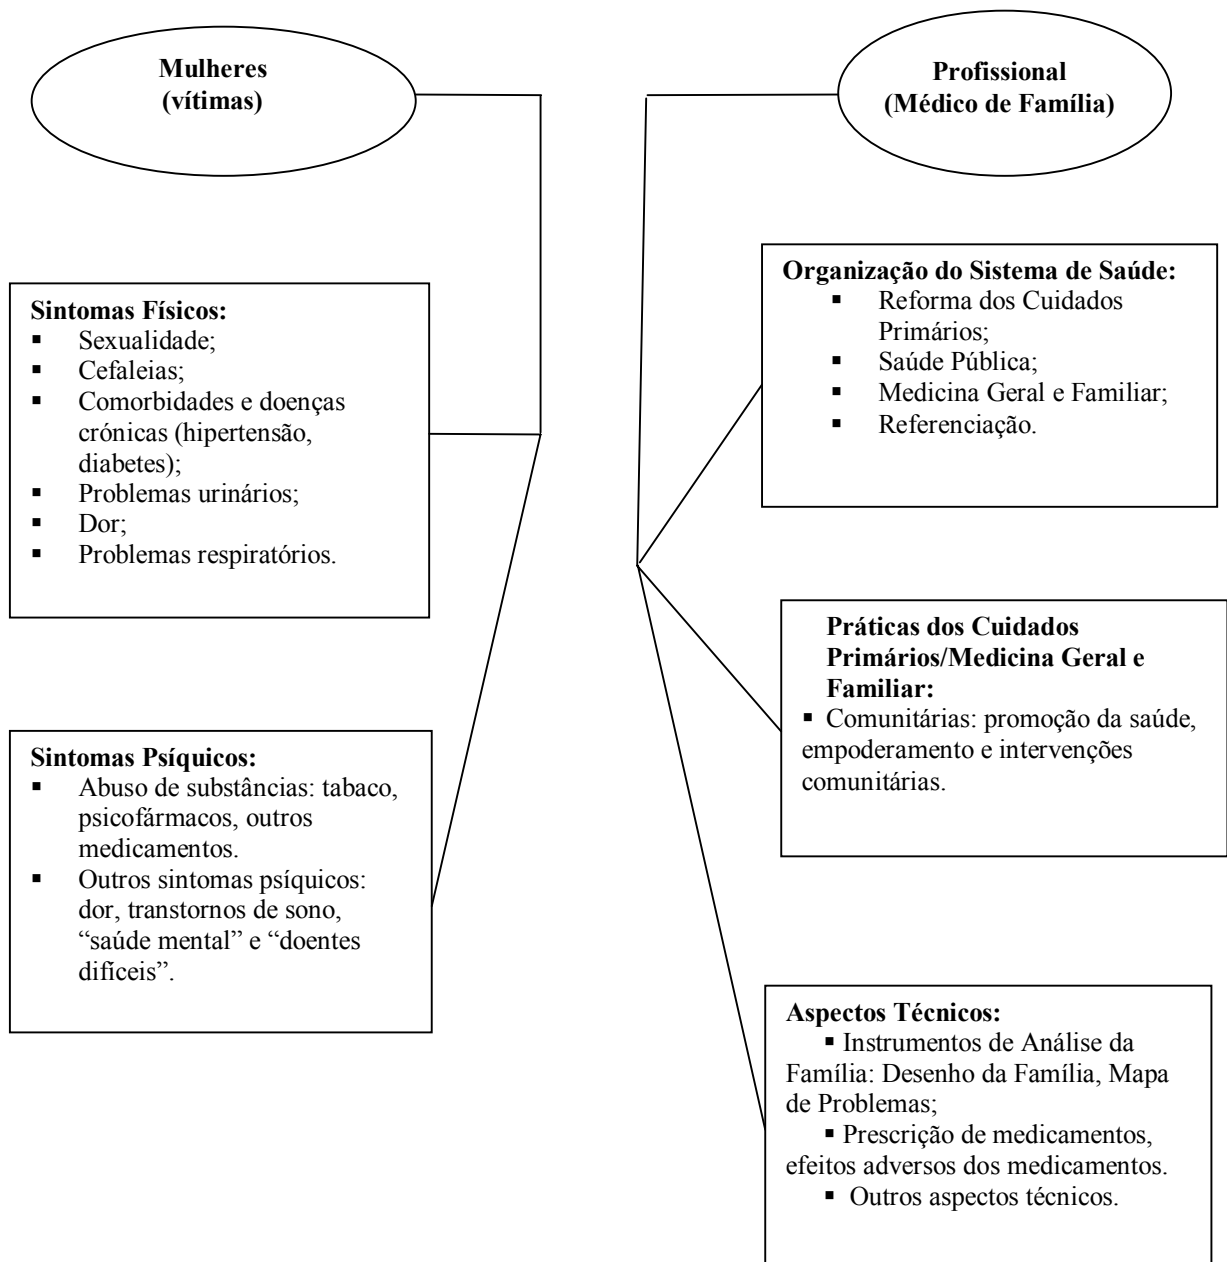 Mulheres
(vítimas)
Profissional
(Médico de Família)
Sintomas Físicos:
▪ Sexualidade;
▪ Cefaleias;
▪ Comorbidades e doenças
crónicas (hipertensão,
diabetes);
▪ Problemas urinários;
▪ Dor;
▪ Problemas respiratórios.
Sintomas Psíquicos:
▪ Abuso de substâncias: tabaco,
psicofármacos, outros
medicamentos.
▪ Outros sintomas psíquicos:
dor, transtornos de sono,
“saúde mental” e “doentes
difíceis”.
Organização do Sistema de Saúde:
▪ Reforma dos Cuidados
Primários;
▪ Saúde Pública;
▪ Medicina Geral e Familiar;
▪ Referenciação.
Práticas dos Cuidados
Primários/Medicina Geral e
Familiar:
▪ Comunitárias: promoção da saúde,
empoderamento e intervenções
comunitárias.
Aspectos Técnicos:
▪ Instrumentos de Análise da
Família: Desenho da Família, Mapa
de Problemas;
▪ Prescrição de medicamentos,
efeitos adversos dos medicamentos.
▪ Outros aspectos técnicos.